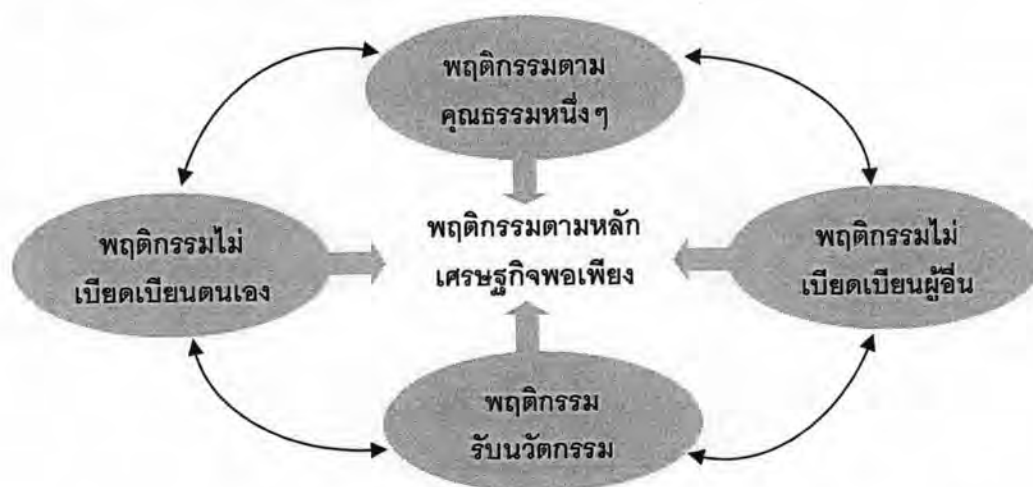 พฤติกรรมตาม
คุณธรรมหนึ่งๆ
พฤติกรรมไม่
เบียดเบียนตนเอง
พฤติกรรมตามหลัก
เศรษฐกิจพอเพียง
พฤติกรรมไม่
เบียดเบียนผู้อื่น
พฤติกรรม
รับนวัตกรรม